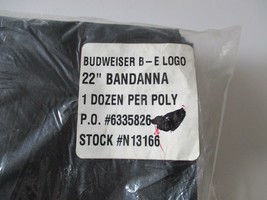 BUDWEISER B-E LOGO
22" BANDANNA
1 DOZEN PER POLY
P.O. #6335826
STOCK #N13166